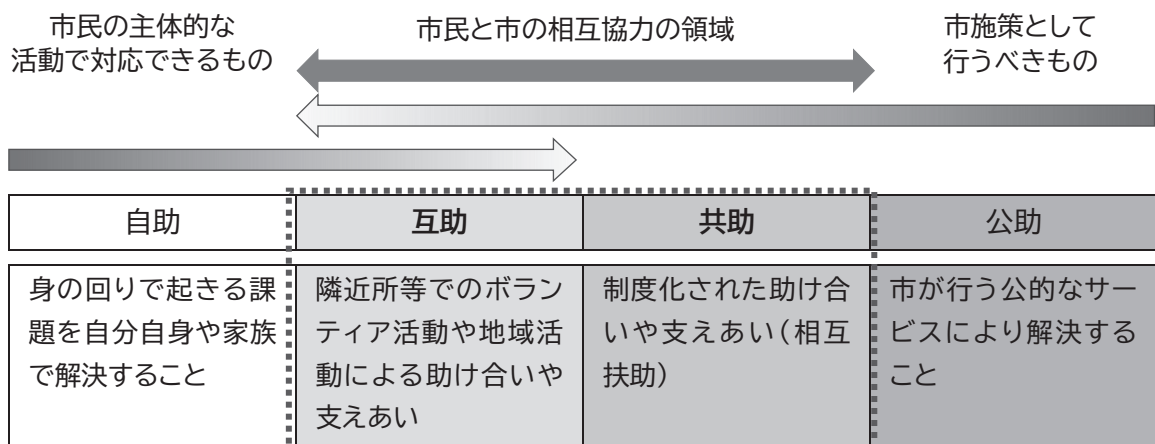 市民の主体的な
活動で対応できるもの
市民と市の相互協力の領域
市施策として
行うべきもの
自助
互助
共助
公助
身の回りで起きる課
題を自分自身や家族
で解決すること
隣近所等でのボラン
ティア活動や地域活
動による助け合いや
支えあい
制度化された助け合
いや支えあい(相互
扶助)
市が行う公的なサー
ビスにより解決する
こと